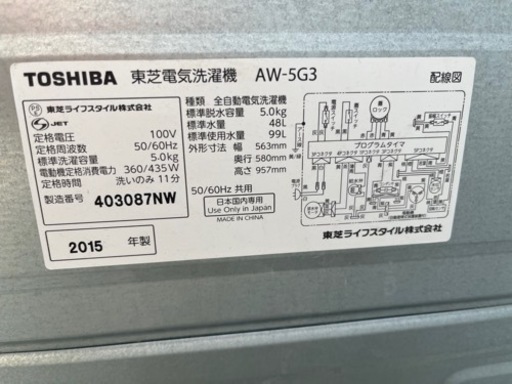 TOSHIBA 東芝電気洗濯機 AW-5G3 配線図
東芝ライフスタイル株式会社
JET
定格電圧 100V
定格周波数 50/60Hz
標準洗濯容量 5.0kg
電動機定格消費電力 360/435W
定格時間 洗いのみ 11分
製造番号 403087NW
2015 年製
種類 全自動電気洗濯機
標準脱水容量 5.0kg
標準水量 48L
標準使用水量 99L
外形寸法 幅 563mm
奥行 580mm
高さ 957mm
50/60Hz 共用
日本国内専用
Use Only in Japan
MADE IN CHINA
プログラムタイマ
東芝ライフスタイル株式会社